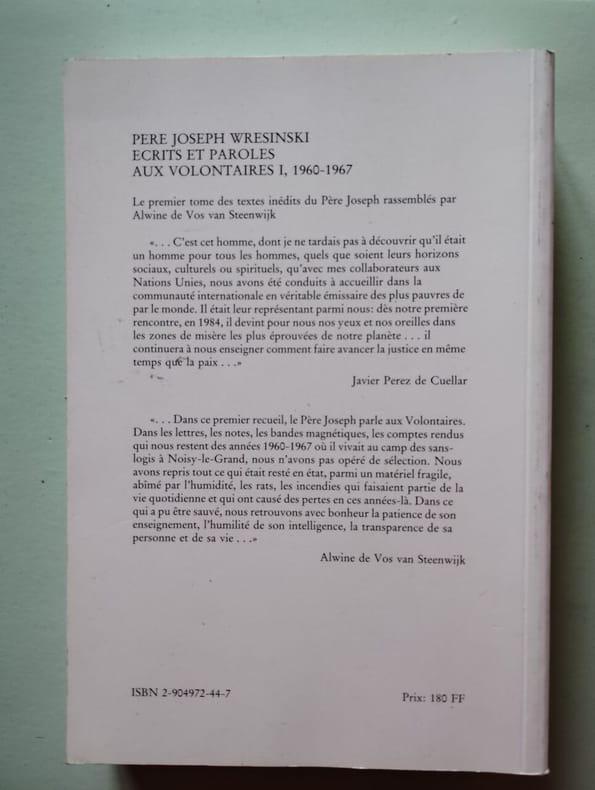 PERE JOSEPH WRESINSKI
ECRITS ET PAROLES
AUX VOLONTAIRES I, 1960-1967
Le premier tome des textes inédits du Père Joseph rassemblés par
Alwine de Vos van Steenwijk
«. . . C'est cet homme, dont je ne tardais pas à découvrir qu'il était
un homme pour tous les hommes, quels que soient leurs horizons
sociaux, culturels ou spirituels, qu'avec mes collaborateurs aux
Nations Unies, nous avons été conduits à accueillir dans la
communauté internationale en véritable émissaire des plus pauvres de
par le monde. Il était leur représentant parmi nous: dès notre première
rencontre, en 1984, il devint pour nous nos yeux et nos oreilles dans
les zones de misère les plus éprouvées de notre planète . . . il
continuera à nous enseigner comment faire avancer la justice en même
temps que la paix . . .»
Javier Perez de Cuellar
«. . . Dans ce premier recueil, le Père Joseph parle aux Volontaires.
Dans les lettres, les notes, les bandes magnétiques, les comptes rendus
qui nous restent des années 1960-1967 où il vivait au camp des sans-
logis à Noisy-le-Grand, nous n'avons pas opéré de sélection. Nous
avons repris tout ce qui était resté en état, parmi un matériel fragile,
abîmé par l'humidité, les rats, les incendies qui faisaient partie de la
vie quotidienne et qui ont causé des pertes en ces années-là. Dans ce
qui a pu être sauvé, nous retrouvons avec bonheur la patience de son
enseignement, l'humilité de son intelligence, la transparence de sa
personne et de sa vie . . .»
Alwine de Vos van Steenwijk
ISBN 2-904972-44-7
Prix: 180 FF